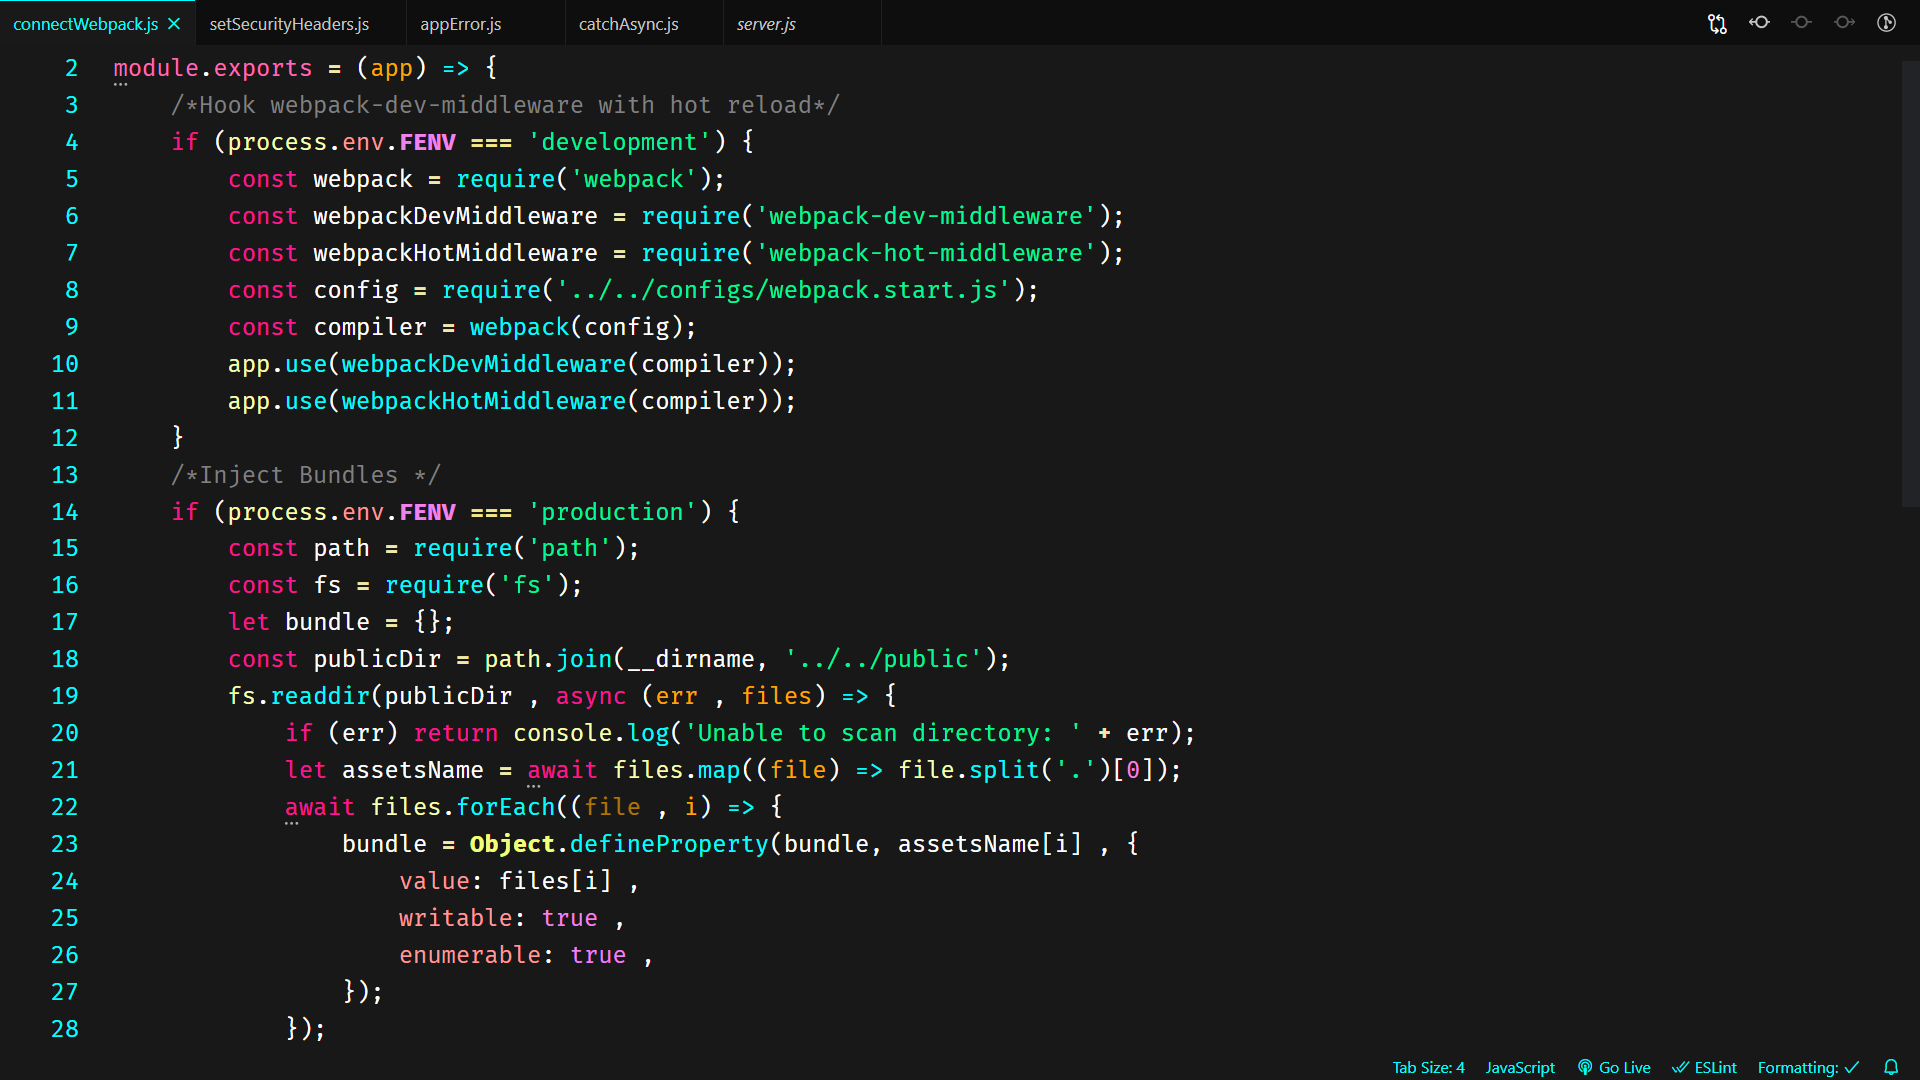 connectWebpack.js setSecurityHeaders.js appError.js catchAsync.js server.js
2 module.exports = (app) => {
3 /*Hook webpack-dev-middleware with hot reload*/
4 if (process.env.FENV === 'development') {
5 const webpack = require('webpack');
6 const webpackDevMiddleware = require('webpack-dev-middleware');
7 const webpackHotMiddleware = require('webpack-hot-middleware');
8 const config = require('../../configs/webpack.start.js');
9 const compiler = webpack(config);
10 app.use(webpackDevMiddleware(compiler));
11 app.use(webpackHotMiddleware(compiler));
12 }
13 /*Inject Bundles */
14 if (process.env.FENV === 'production') {
15 const path = require('path');
16 const fs = require('fs');
17 let bundle = {};
18 const publicDir = path.join(__dirname, '../../public');
19 fs.readdir(publicDir , async (err , files) => {
20 if (err) return console.log('Unable to scan directory: ' + err);
21 let assetsName = await files.map((file) => file.split('.')[0]);
22 await files.forEach((file , i) => {
23 bundle = Object.defineProperty(bundle, assetsName[i] , {
24 value: files[i] ,
25 writable: true ,
26 enumerable: true ,
27 });
28 });
Tab Size: 4 JavaScript Go Live ESLint Formatting: